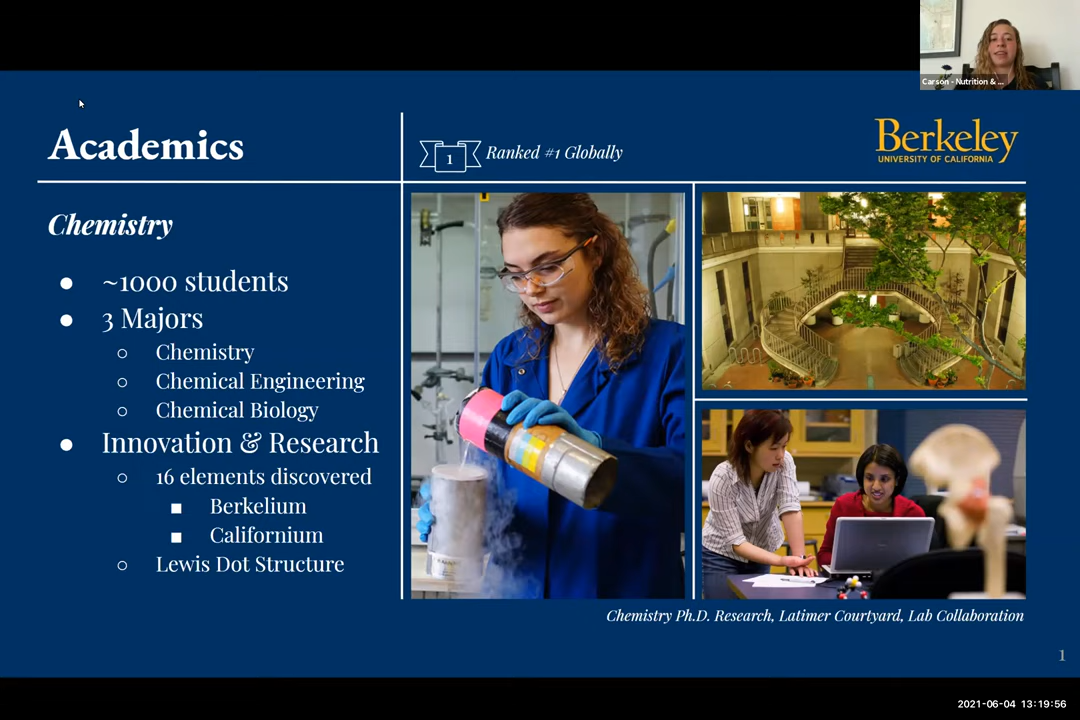 Carson - Nutrition & ...
Academics
1
Ranked #1 Globally
Berkeley
UNIVERSITY OF CALIFORNIA
Chemistry
● ~1000 students
● 3 Majors
○ Chemistry
○ Chemical Engineering
○ Chemical Biology
● Innovation & Research
○ 16 elements discovered
■ Berkelium
■ Californium
○ Lewis Dot Structure
Chemistry Ph.D. Research, Latimer Courtyard, Lab Collaboration
1
2021-06-04 13:19:56